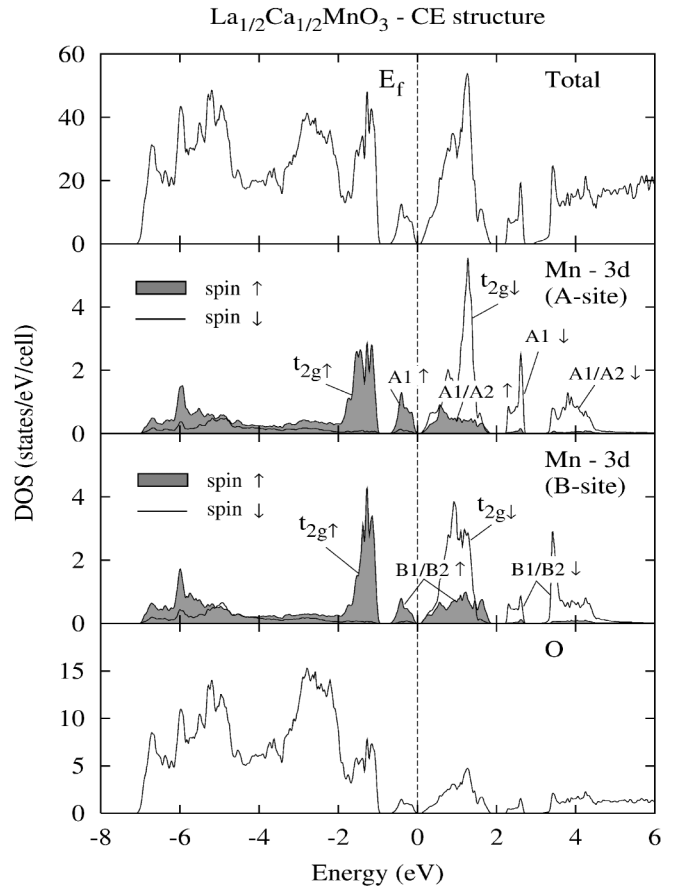 La1/2Ca1/2MnO3 - CE structure
60
40
20
0
Ef
Total
4
2
0
spin ↑
spin ↓
t2g↑
A1 ↑
A1/A2 ↑
t2g↓
A1 ↓
A1/A2 ↓
Mn - 3d
(A-site)
4
2
0
spin ↑
spin ↓
t2g↑
B1/B2 ↑
t2g↓
B1/B2 ↓
Mn - 3d
(B-site)
15
10
5
0
O
DOS (states/eV/cell)
-8 -6 -4 -2 0 2 4 6
Energy (eV)